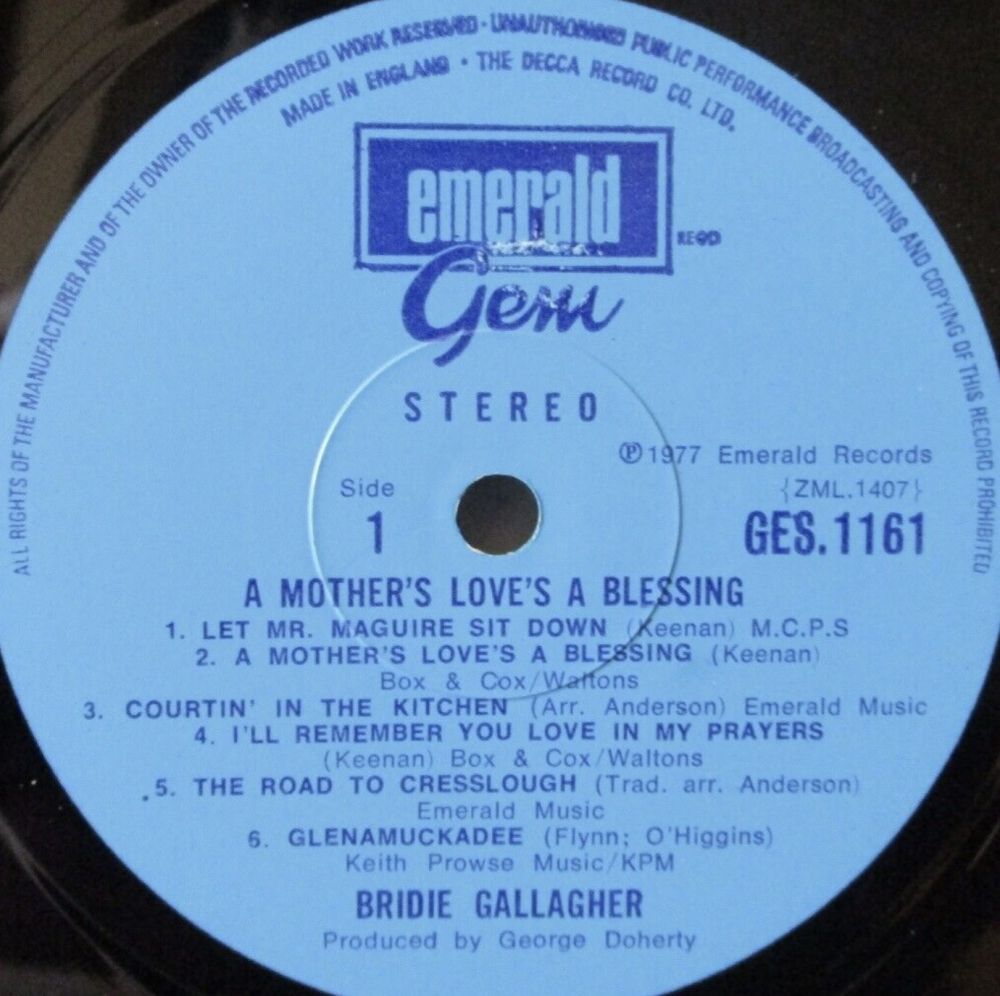 ALL RIGHTS OF THE MANUFACTURER AND OF THE OWNER OF THE RECORDED WORK RESERVED · UNAUTHORISED PUBLIC PERFORMANCE BROADCASTING AND COPYING OF THIS RECORD PROHIBITED
MADE IN ENGLAND · THE DECCA RECORD CO. LTD.
emerald
REGD
Gem
STEREO
℗ 1977 Emerald Records
Side
{ZML.1407}
1
GES.1161
A MOTHER'S LOVE'S A BLESSING
1. LET MR. MAGUIRE SIT DOWN (Keenan) M.C.P.S
2. A MOTHER'S LOVE'S A BLESSING (Keenan)
Box & Cox/Waltons
3. COURTIN' IN THE KITCHEN (Arr. Anderson) Emerald Music
4. I'LL REMEMBER YOU LOVE IN MY PRAYERS
(Keenan) Box & Cox/Waltons
5. THE ROAD TO CRESSLOUGH (Trad. arr. Anderson)
Emerald Music
6. GLENAMUCKADEE (Flynn; O'Higgins)
Keith Prowse Music/KPM
BRIDIE GALLAGHER
Produced by George Doherty